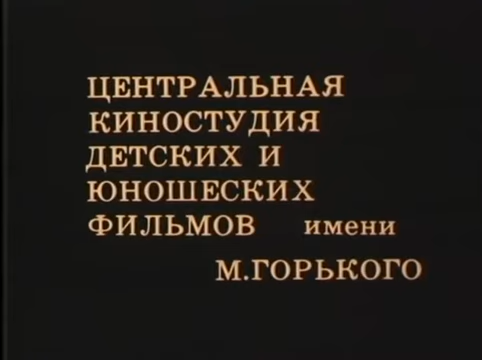 ЦЕНТРАЛЬНАЯ
КИНОСТУДИЯ
ДЕТСКИХ И
ЮНОШЕСКИХ
ФИЛЬМОВ имени
М.ГОРЬКОГО